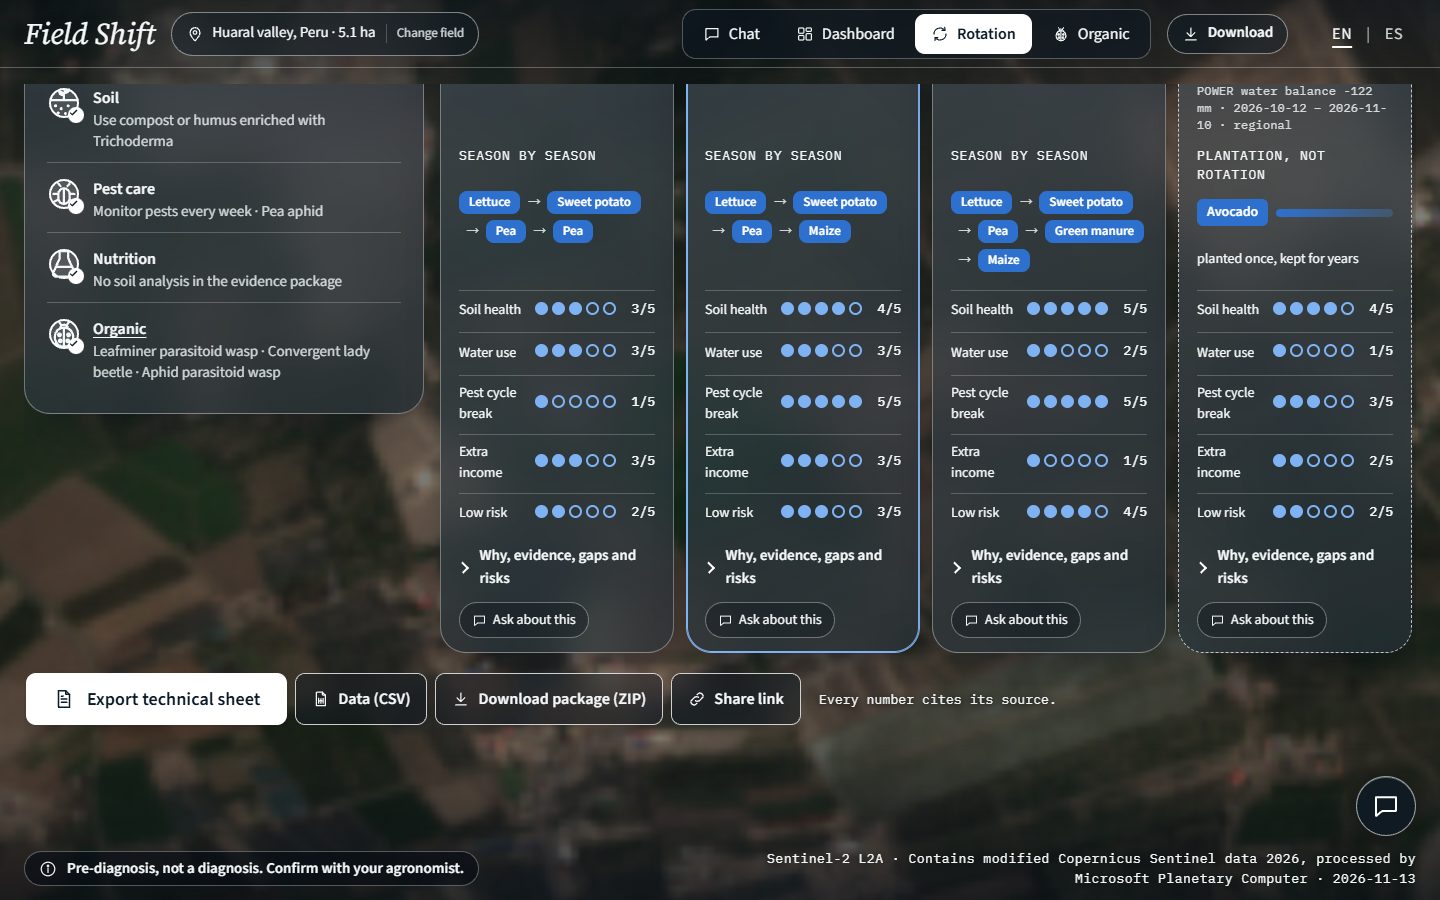 Field Shift
Huaral valley, Peru · 5.1 ha
Change field
Chat
Dashboard
Rotation
Organic
Download
EN | ES
Soil
Use compost or humus enriched with
Trichoderma
Pest care
Monitor pests every week · Pea aphid
Nutrition
No soil analysis in the evidence package
Organic
Leafminer parasitoid wasp · Convergent lady
beetle · Aphid parasitoid wasp
SEASON BY SEASON
Lettuce → Sweet potato
→ Pea → Pea
Soil health 3/5
Water use 3/5
Pest cycle
break 1/5
Extra
income 3/5
Low risk 2/5
Why, evidence, gaps and
risks
Ask about this
SEASON BY SEASON
Lettuce → Sweet potato
→ Pea → Maize
Soil health 4/5
Water use 3/5
Pest cycle
break 5/5
Extra
income 3/5
Low risk 3/5
Why, evidence, gaps and
risks
Ask about this
SEASON BY SEASON
Lettuce → Sweet potato
→ Pea → Green manure
→ Maize
Soil health 5/5
Water use 2/5
Pest cycle
break 5/5
Extra
income 1/5
Low risk 4/5
Why, evidence, gaps and
risks
Ask about this
POWER water balance -122
mm · 2026-10-12 – 2026-11-
10 · regional
PLANTATION, NOT
ROTATION
Avocado
planted once, kept for years
Soil health 4/5
Water use 1/5
Pest cycle
break 3/5
Extra
income 2/5
Low risk 2/5
Why, evidence, gaps and
risks
Ask about this
Export technical sheet
Data (CSV)
Download package (ZIP)
Share link
Every number cites its source.
Pre-diagnosis, not a diagnosis. Confirm with your agronomist.
Sentinel-2 L2A · Contains modified Copernicus Sentinel data 2026, processed by
Microsoft Planetary Computer · 2026-11-13